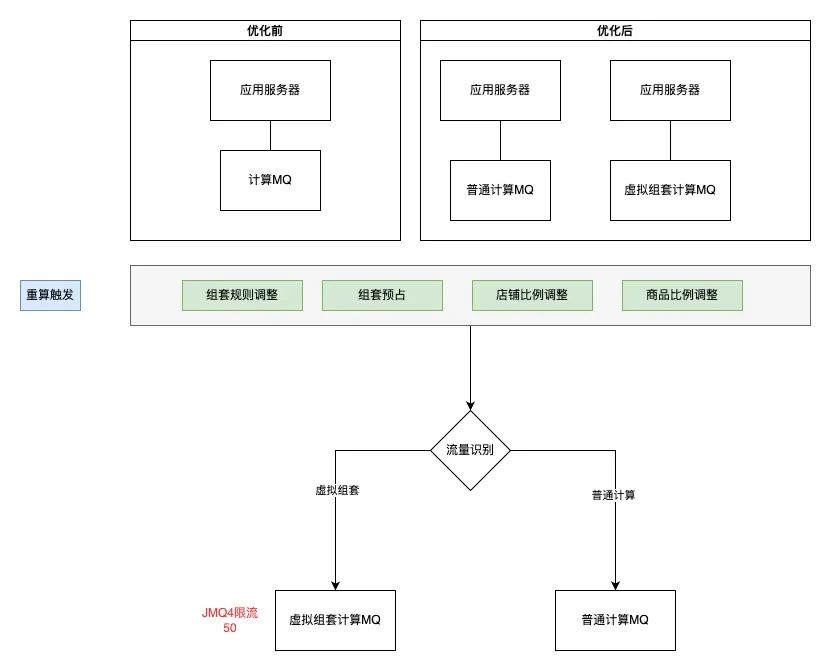 优化前
优化后
应用服务器
应用服务器
应用服务器
计算MQ
普通计算MQ
虚拟组套计算MQ
重算触发
组套规则调整
组套预占
店铺比例调整
商品比例调整
流量识别
虚拟组套
普通计算
JMQ4限流
50
虚拟组套计算MQ
普通计算MQ